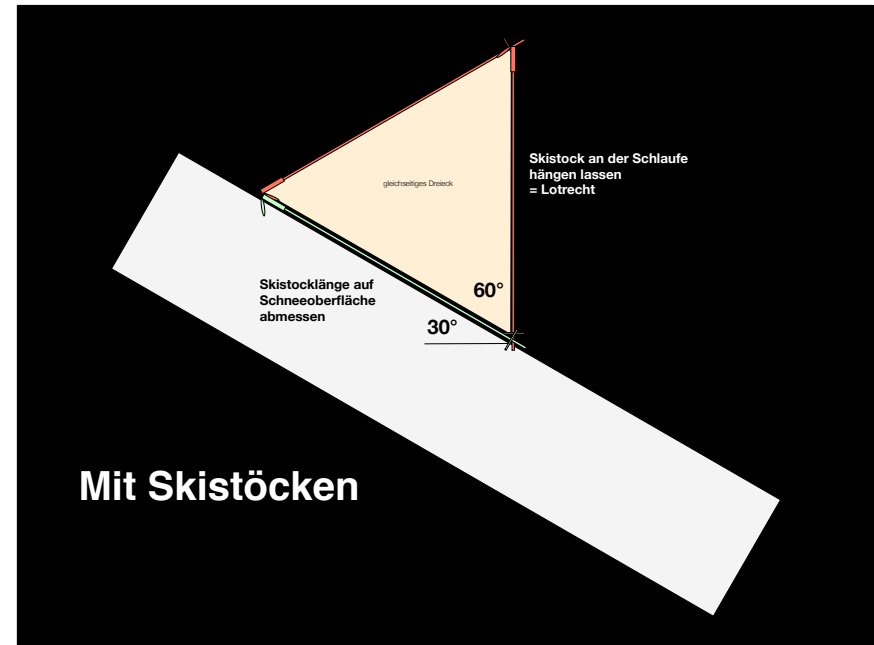 Skistock an der Schlaufe
hängen lassen
= Lotrecht
gleichseitiges Dreieck
Skistocklänge auf
Schneeoberfläche
abmessen
60°
30°
Mit Skistöcken